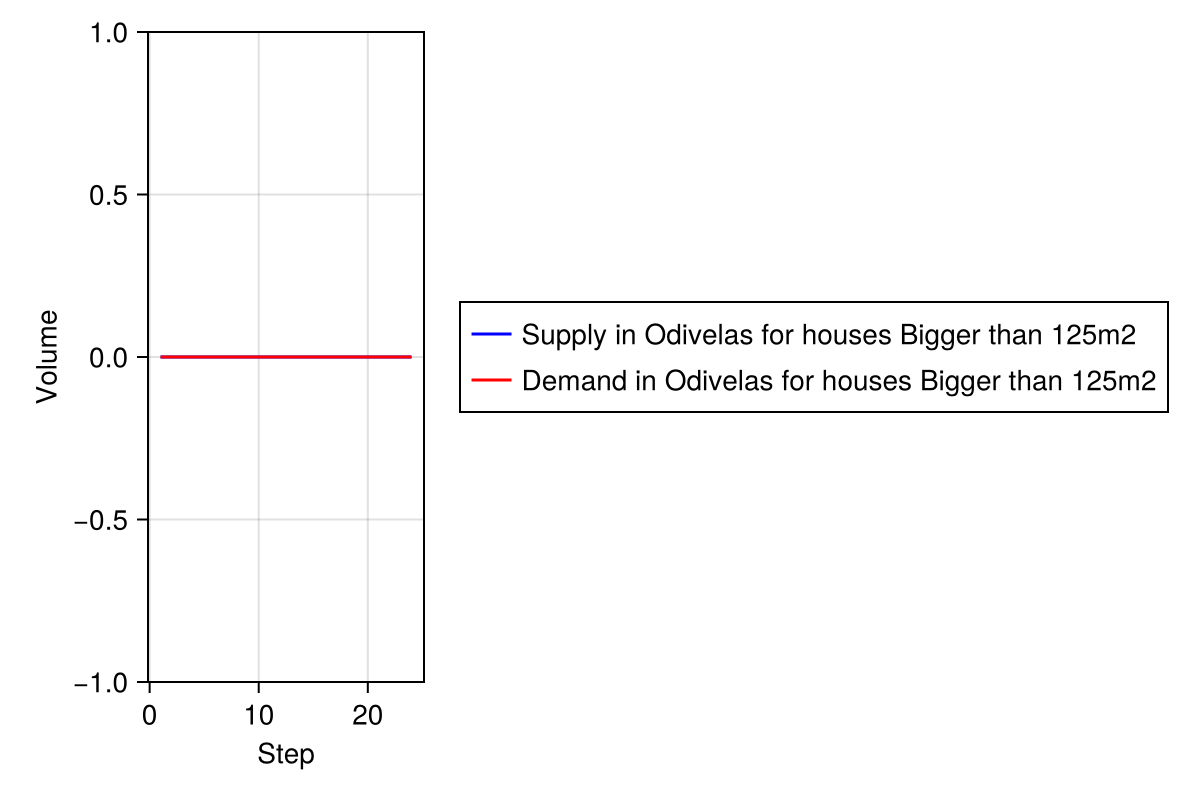 1.0
0.5
0.0
−0.5
−1.0
Volume
0 10 20
Step
Supply in Odivelas for houses Bigger than 125m2
Demand in Odivelas for houses Bigger than 125m2